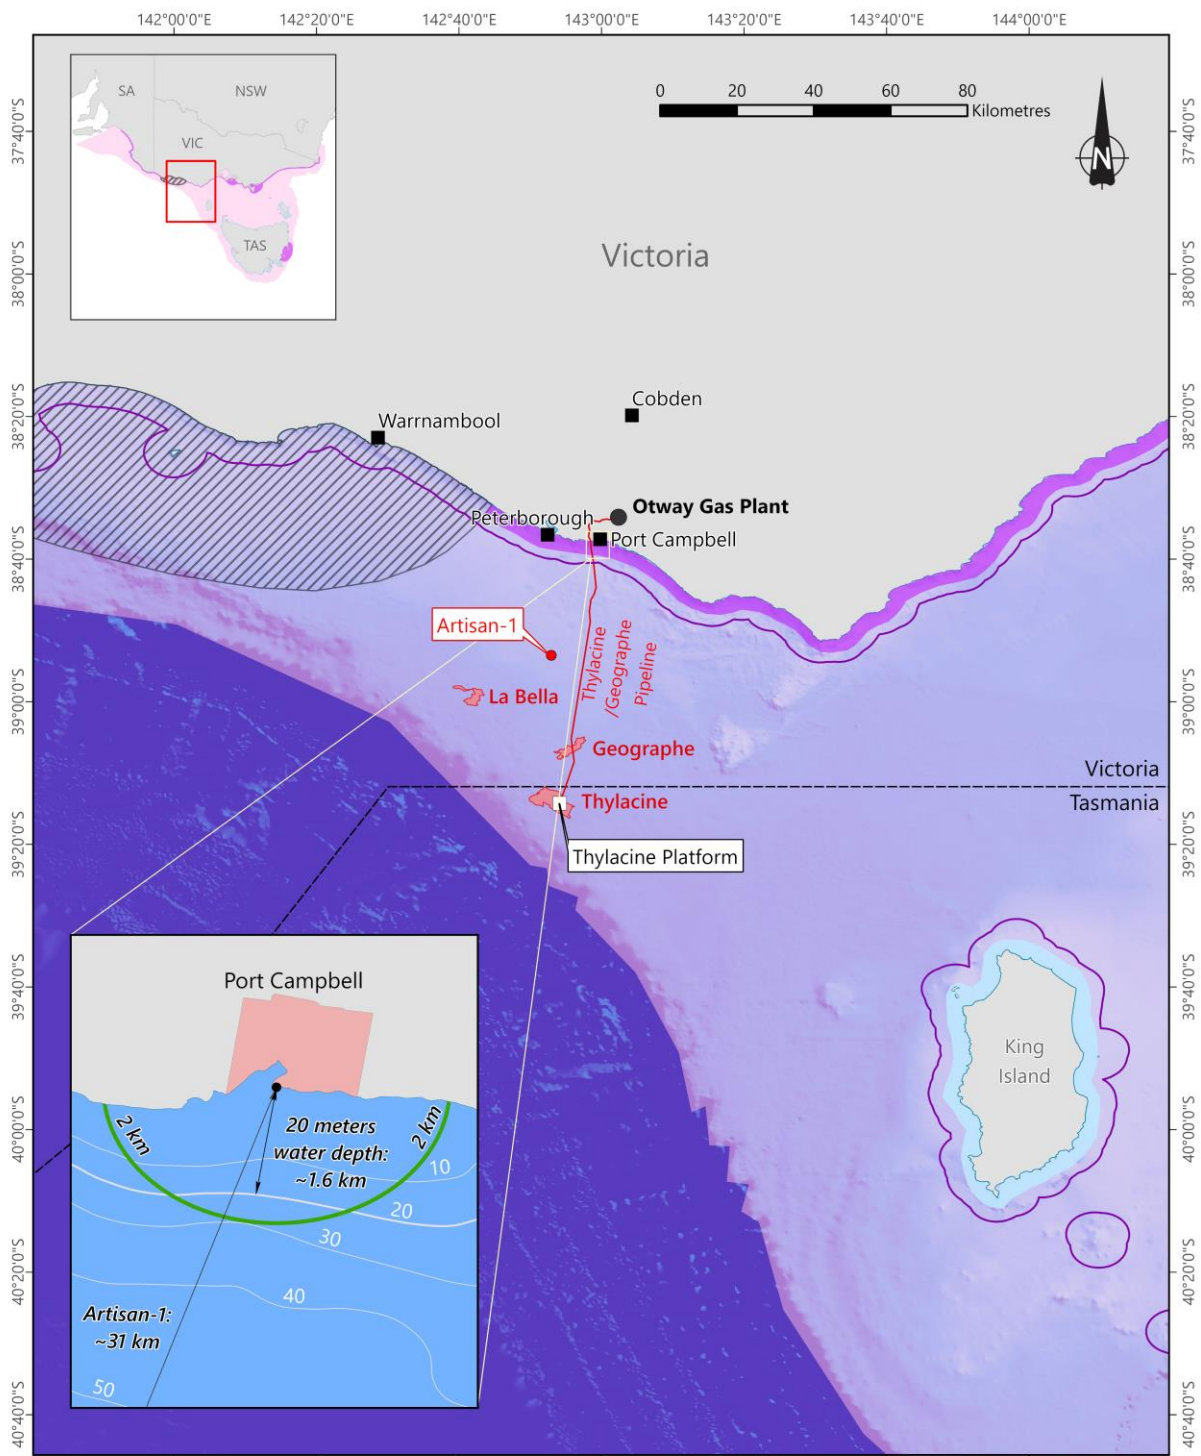 142°00'0"E 142°20'0"E 142°40'0"E 143°00'0"E 143°20'0"E 143°40'0"E 144°00'0"E
SA
NSW
VIC
TAS
0 20 40 60 80
Kilometres
N
37°40'0"S 37°40'0"S
Victoria
38°00'0"S 38°00'0"S
Cobden
38°20'0"S 38°20'0"S
Warrnambool
Otway Gas Plant
Peterborough
Port Campbell
38°40'0"S 38°40'0"S
Artisan-1
Thylacine
/Geographe
Pipeline
La Bella
39°00'0"S 39°00'0"S
Geographe
Victoria
Tasmania
Thylacine
39°20'0"S 39°20'0"S
Thylacine Platform
39°40'0"S 39°40'0"S
King
Island
40°00'0"S 40°00'0"S
40°20'0"S 40°20'0"S
40°40'0"S 40°40'0"S
Port Campbell
2 km
2 km
20 meters
water depth:
~1.6 km
10
20
30
40
Artisan-1:
~31 km
50